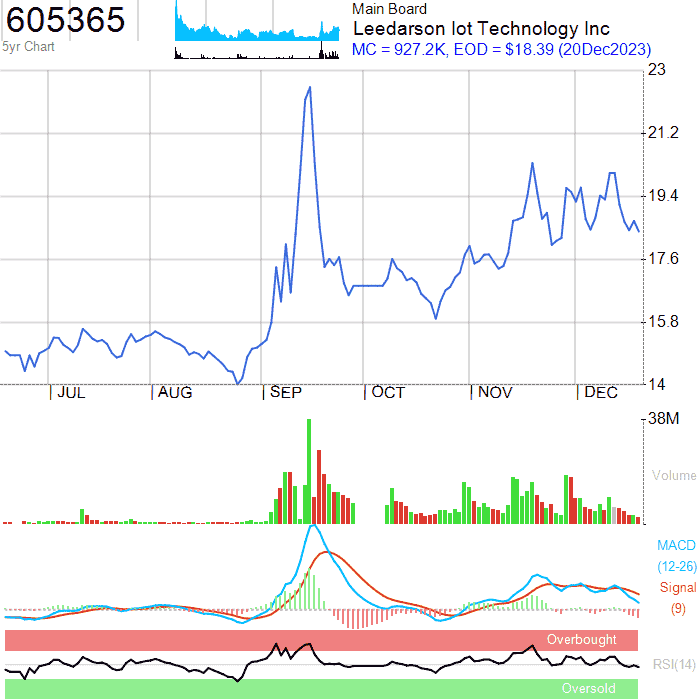 605365
5yr Chart
Main Board
Leedarson Iot Technology Inc
MC = 927.2K, EOD = $18.39 (20Dec2023)
23
21.2
19.4
17.6
15.8
14
JUL AUG SEP OCT NOV DEC
38M
Volume
MACD
(12-26)
Signal
(9)
Overbought
RSI(14)
Oversold